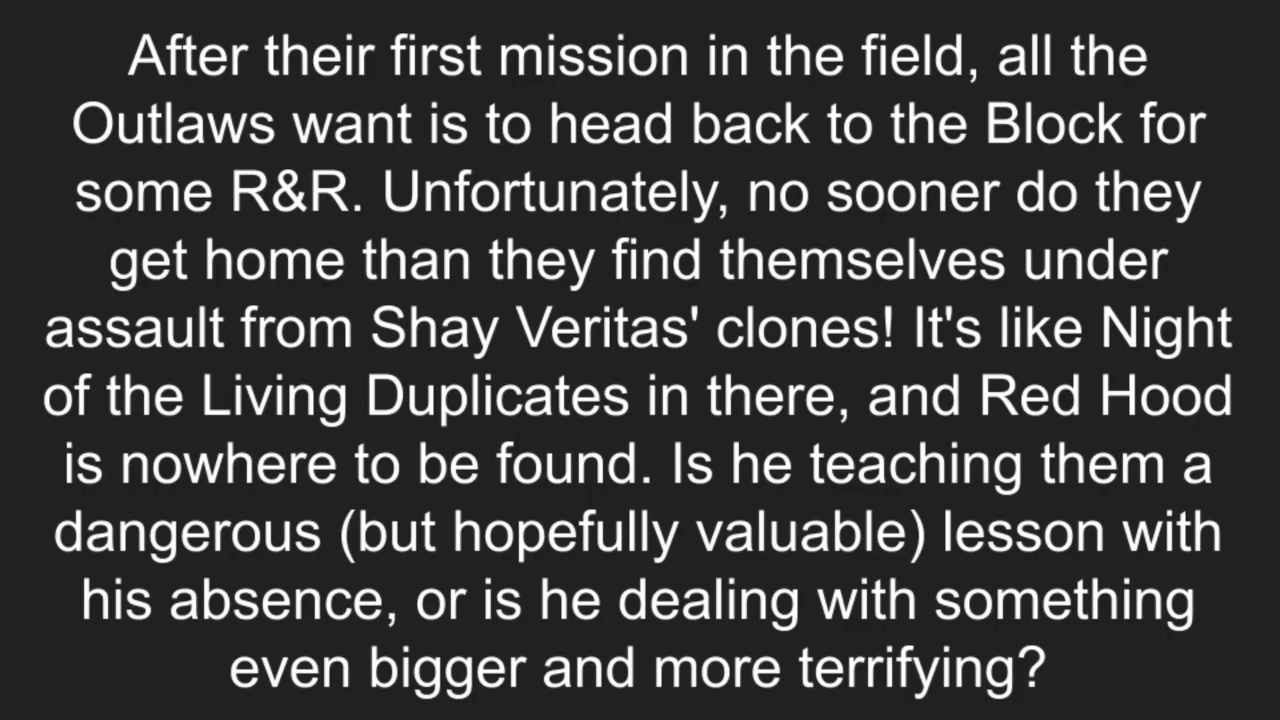 After their first mission in the field, all the
Outlaws want is to head back to the Block for
some R&R. Unfortunately, no sooner do they
get home than they find themselves under
assault from Shay Veritas' clones! It's like Night
of the Living Duplicates in there, and Red Hood
is nowhere to be found. Is he teaching them a
dangerous (but hopefully valuable) lesson with
his absence, or is he dealing with something
even bigger and more terrifying?